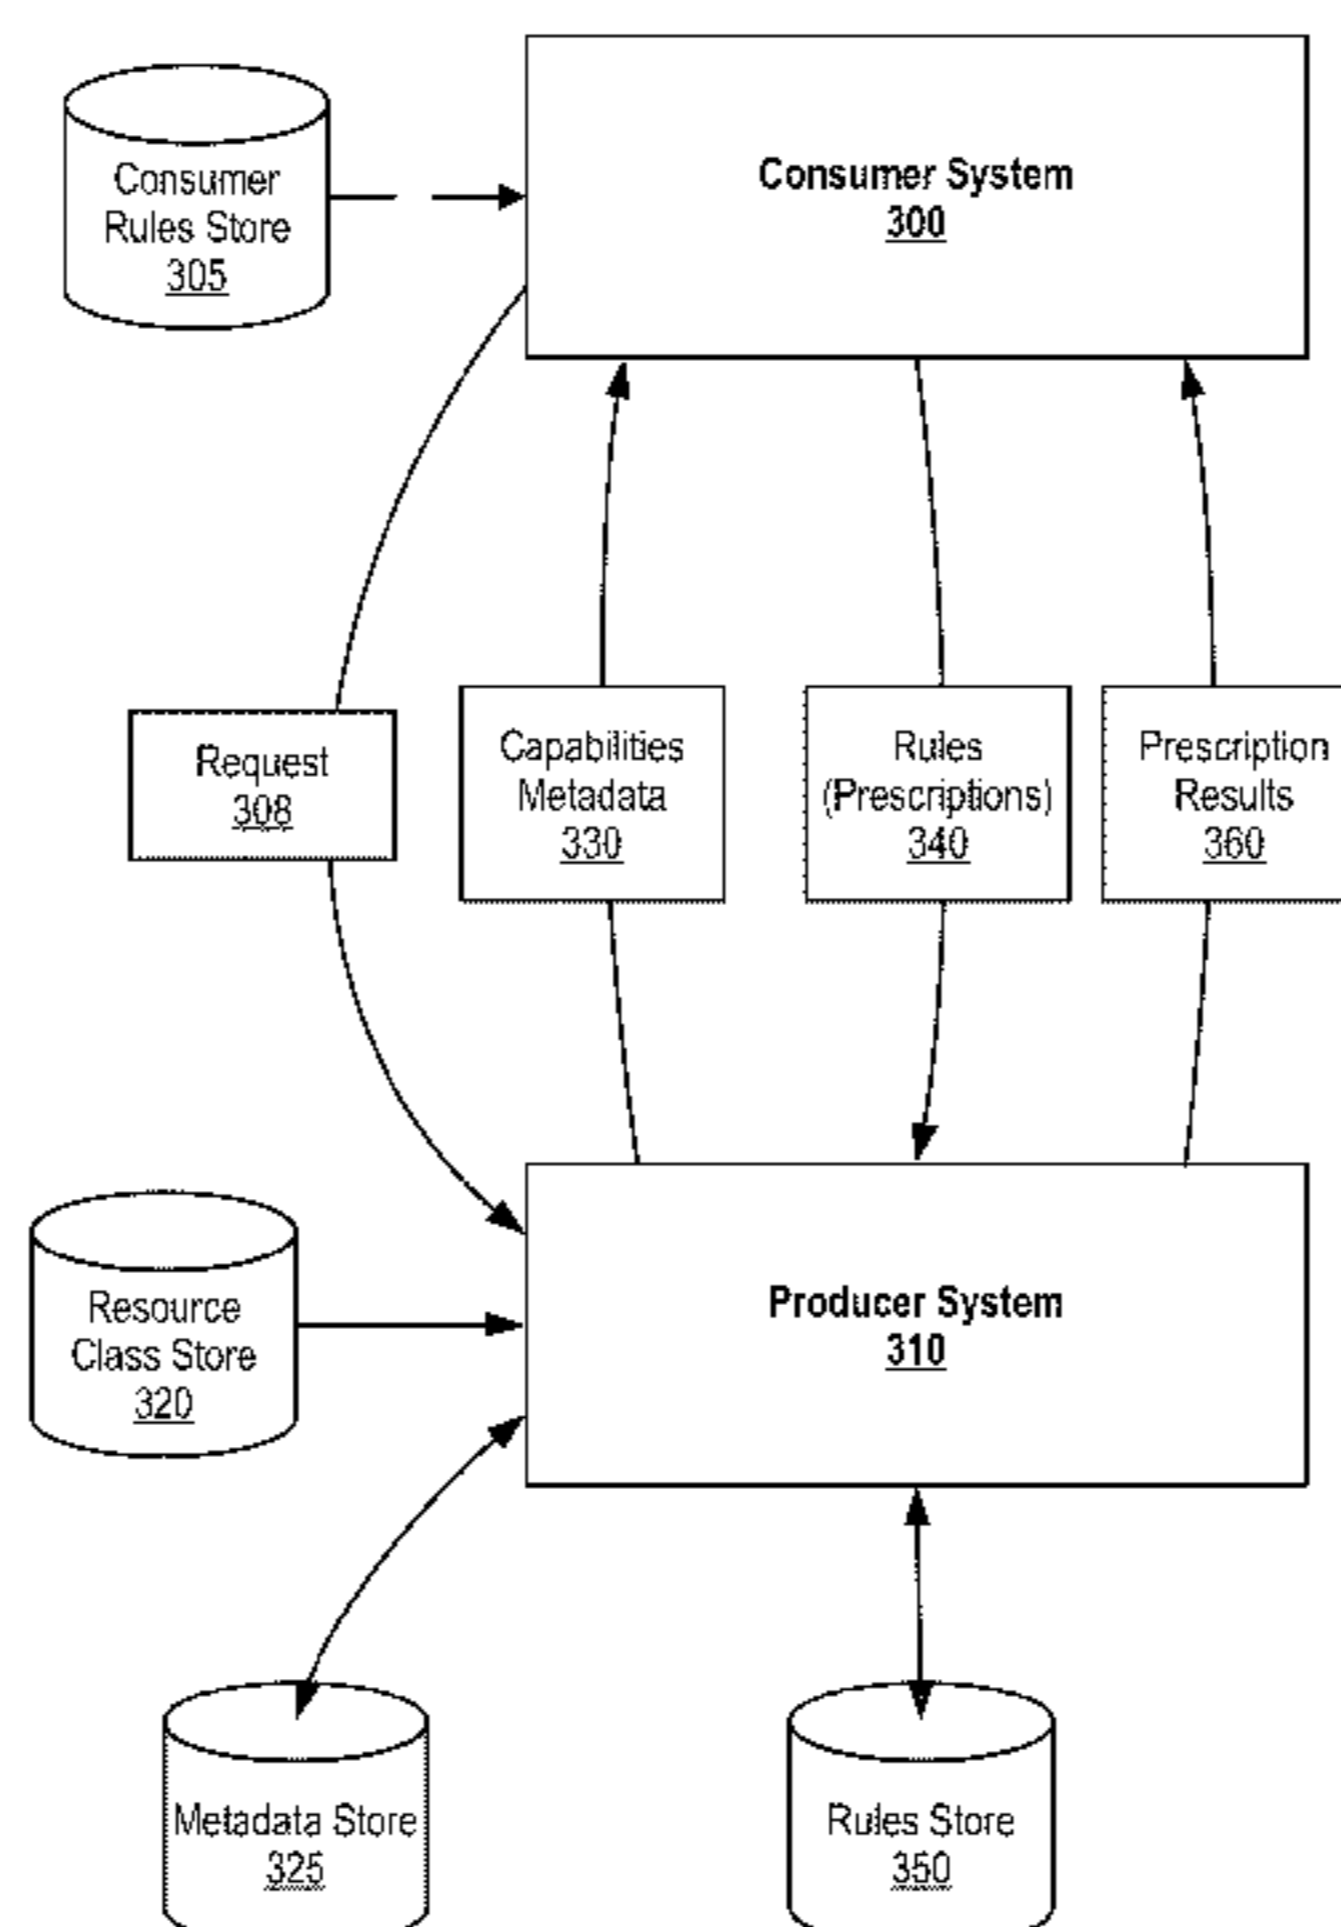 Consumer
Rules Store
305
Consumer System
300
Request
308
Capabilities
Metadata
330
Rules
(Prescriptions)
340
Prescription
Results
360
Resource
Class Store
320
Producer System
310
Metadata Store
325
Rules Store
350